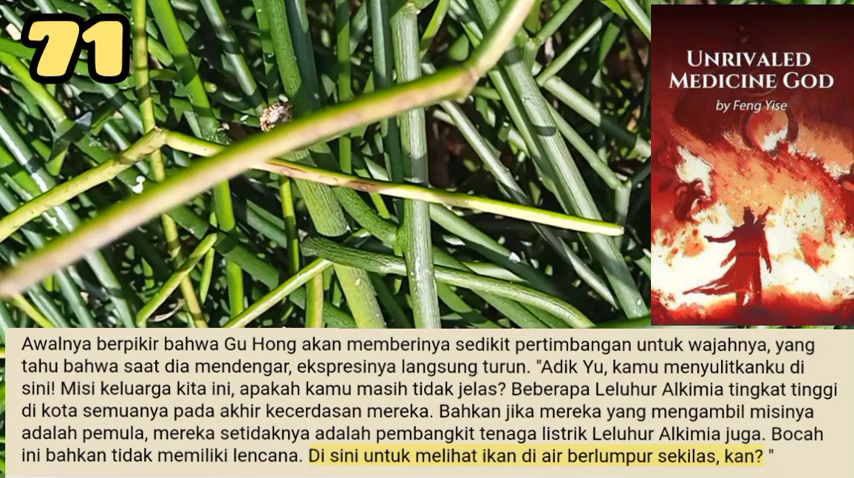 71
UNRIVALED
MEDICINE GOD
by Feng Yise
Awalnya berpikir bahwa Gu Hong akan memberinya sedikit pertimbangan untuk wajahnya, yang
tahu bahwa saat dia mendengar, ekspresinya langsung turun. "Adik Yu, kamu menyulitkanku di
sini! Misi keluarga kita ini, apakah kamu masih tidak jelas? Beberapa Leluhur Alkimia tingkat tinggi
di kota semuanya pada akhir kecerdasan mereka. Bahkan jika mereka yang mengambil misinya
adalah pemula, mereka setidaknya adalah pembangkit tenaga listrik Leluhur Alkimia juga. Bocah
ini bahkan tidak memiliki lencana. Di sini untuk melihat ikan di air berlumpur sekilas, kan? "